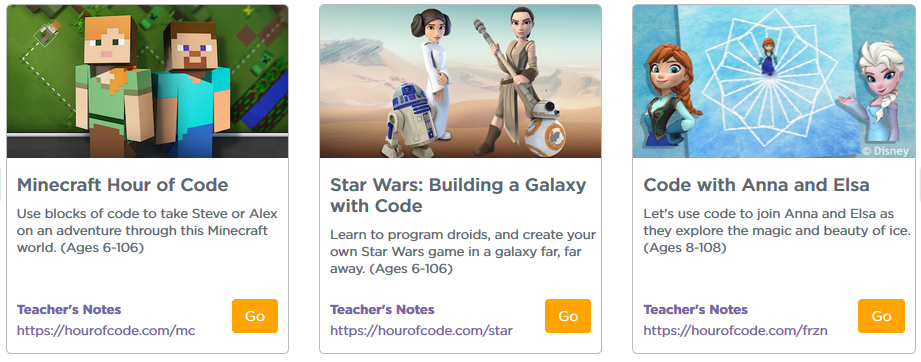 Minecraft Hour of Code
Use blocks of code to take Steve or Alex
on an adventure through this Minecraft
world. (Ages 6-106)
Teacher's Notes
https://hourofcode.com/mc
Go
Star Wars: Building a Galaxy
with Code
Learn to program droids, and create your
own Star Wars game in a galaxy far, far
away. (Ages 6-106)
Teacher's Notes
https://hourofcode.com/star
Go
© Disney
Code with Anna and Elsa
Let's use code to join Anna and Elsa as
they explore the magic and beauty of ice.
(Ages 8-108)
Teacher's Notes
https://hourofcode.com/frzn
Go